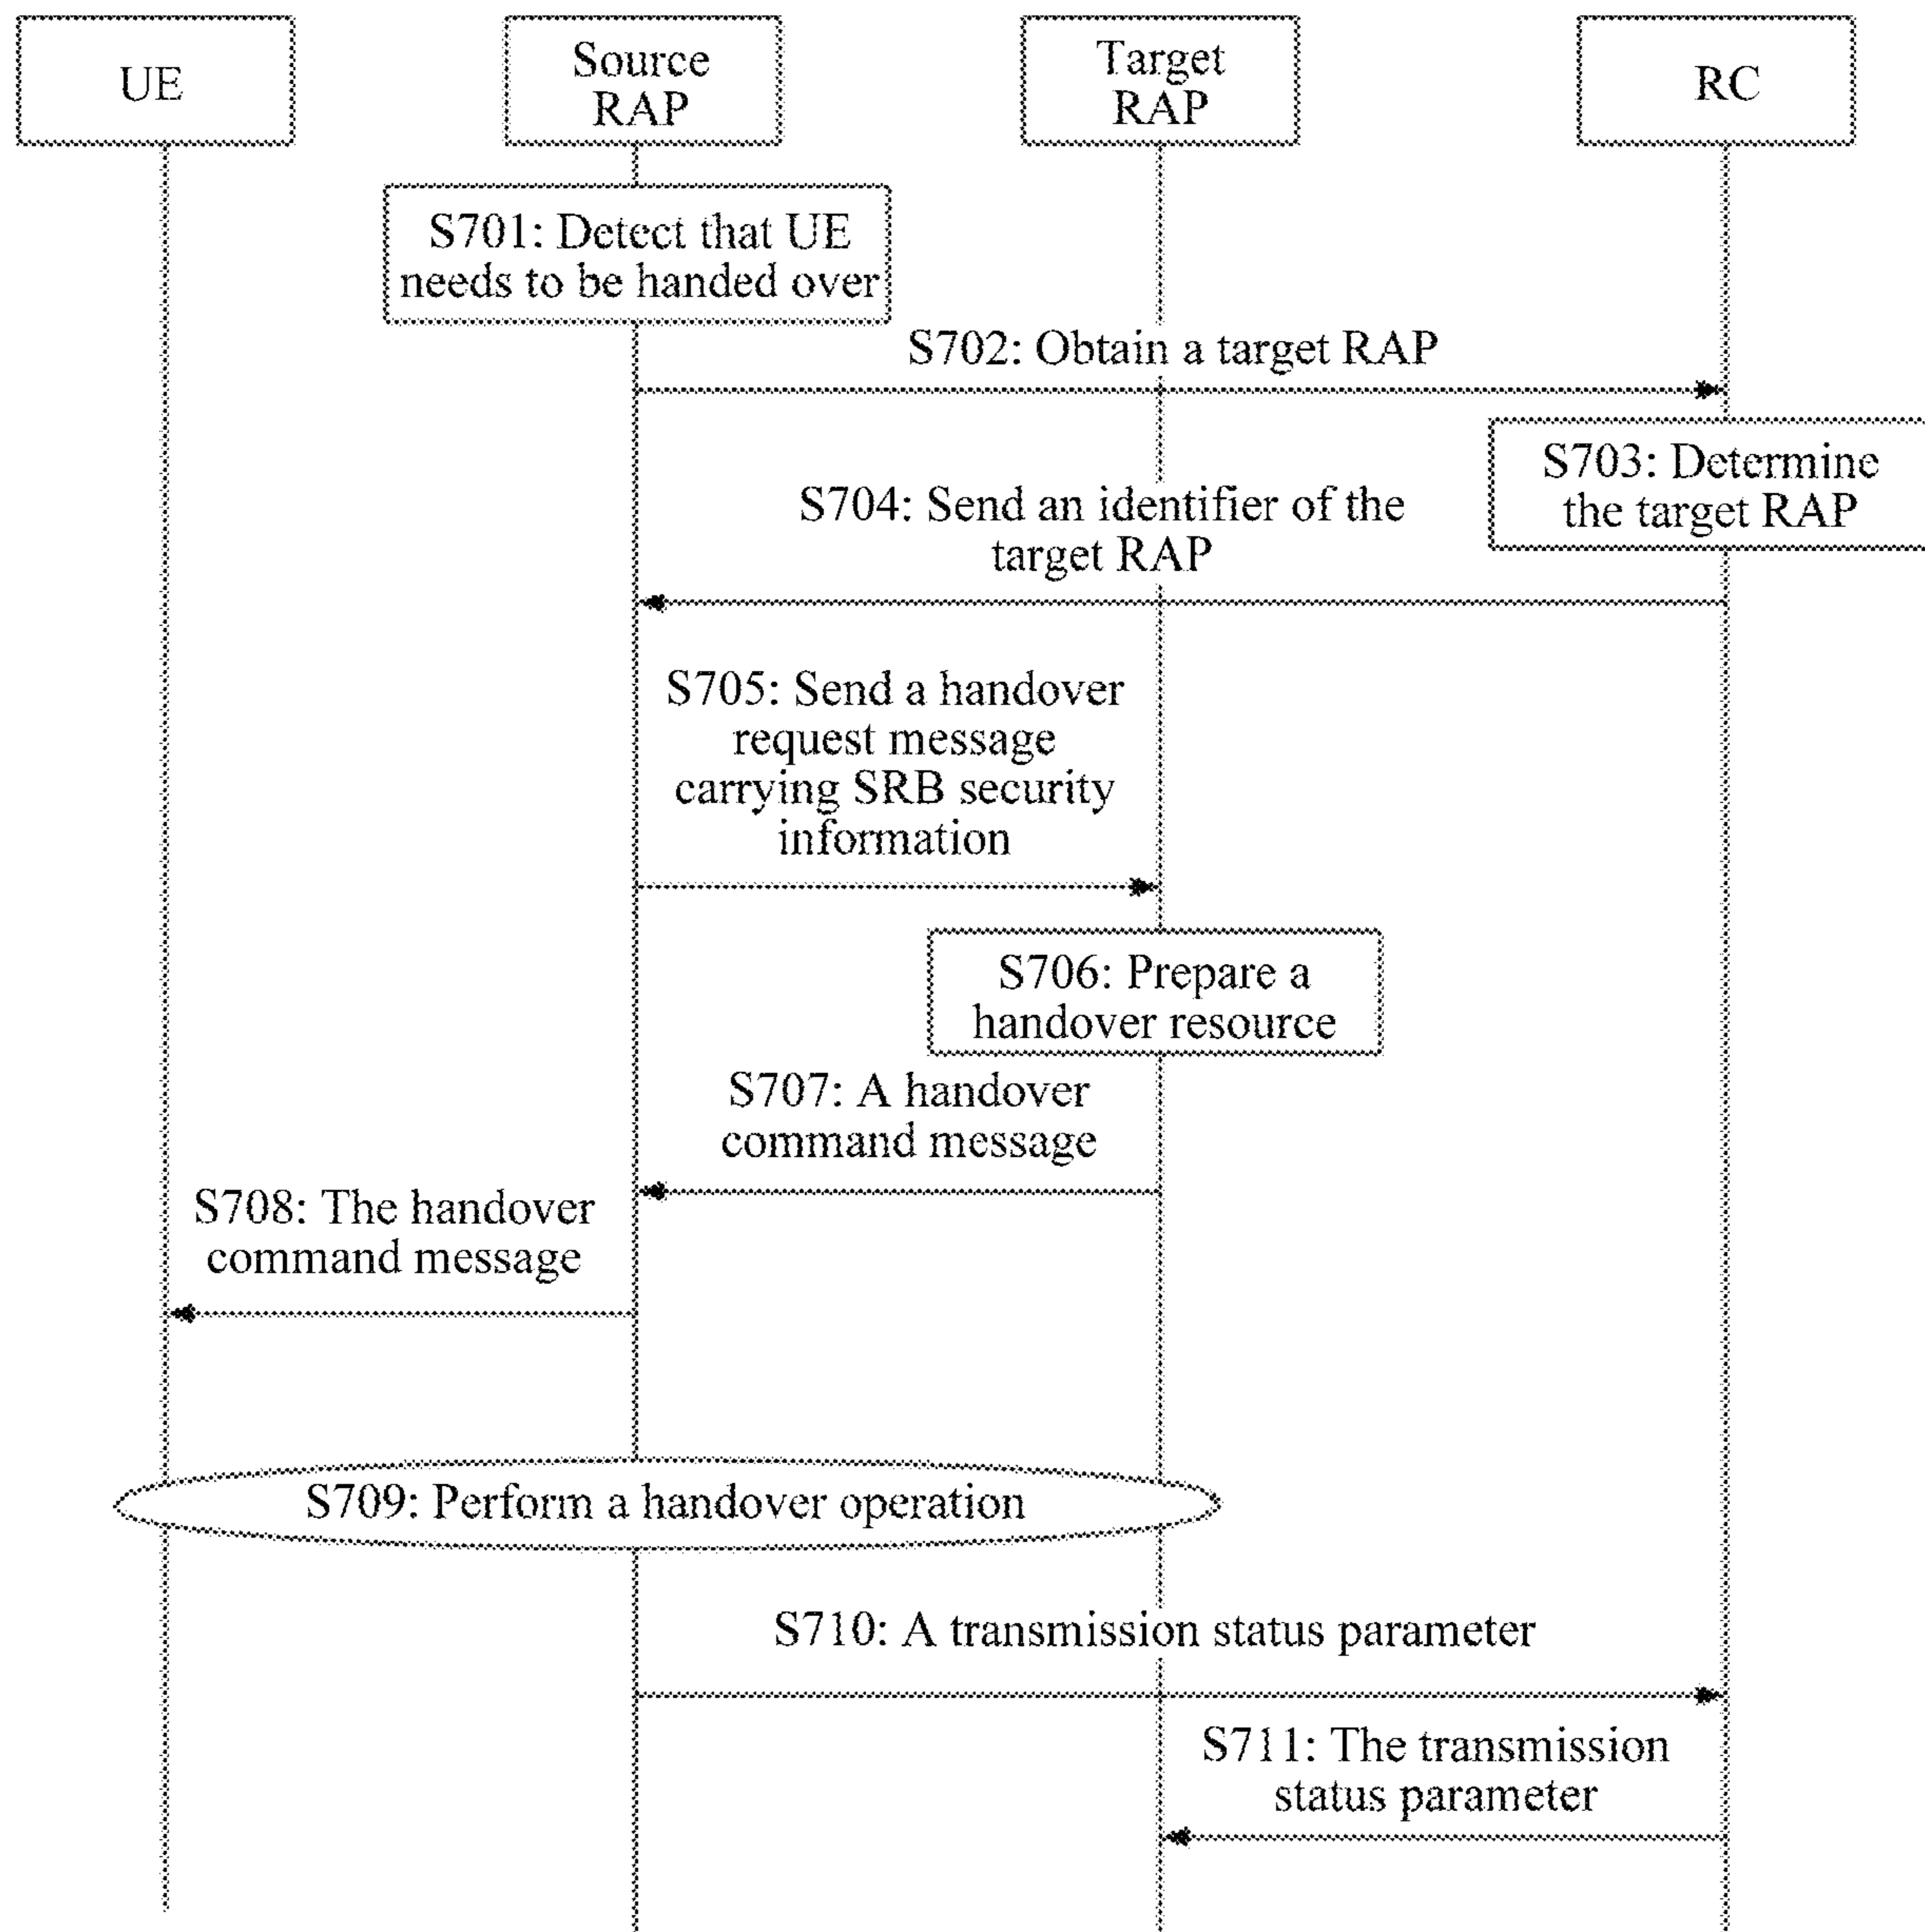 UE
Source
RAP
Target
RAP
RC
S701: Detect that UE
needs to be handed over
S702: Obtain a target RAP
S703: Determine
the target RAP
S704: Send an identifier of the
target RAP
S705: Send a handover
request message
carrying SRB security
information
S706: Prepare a
handover resource
S707: A handover
command message
S708: The handover
command message
S709: Perform a handover operation
S710: A transmission status parameter
S711: The transmission
status parameter